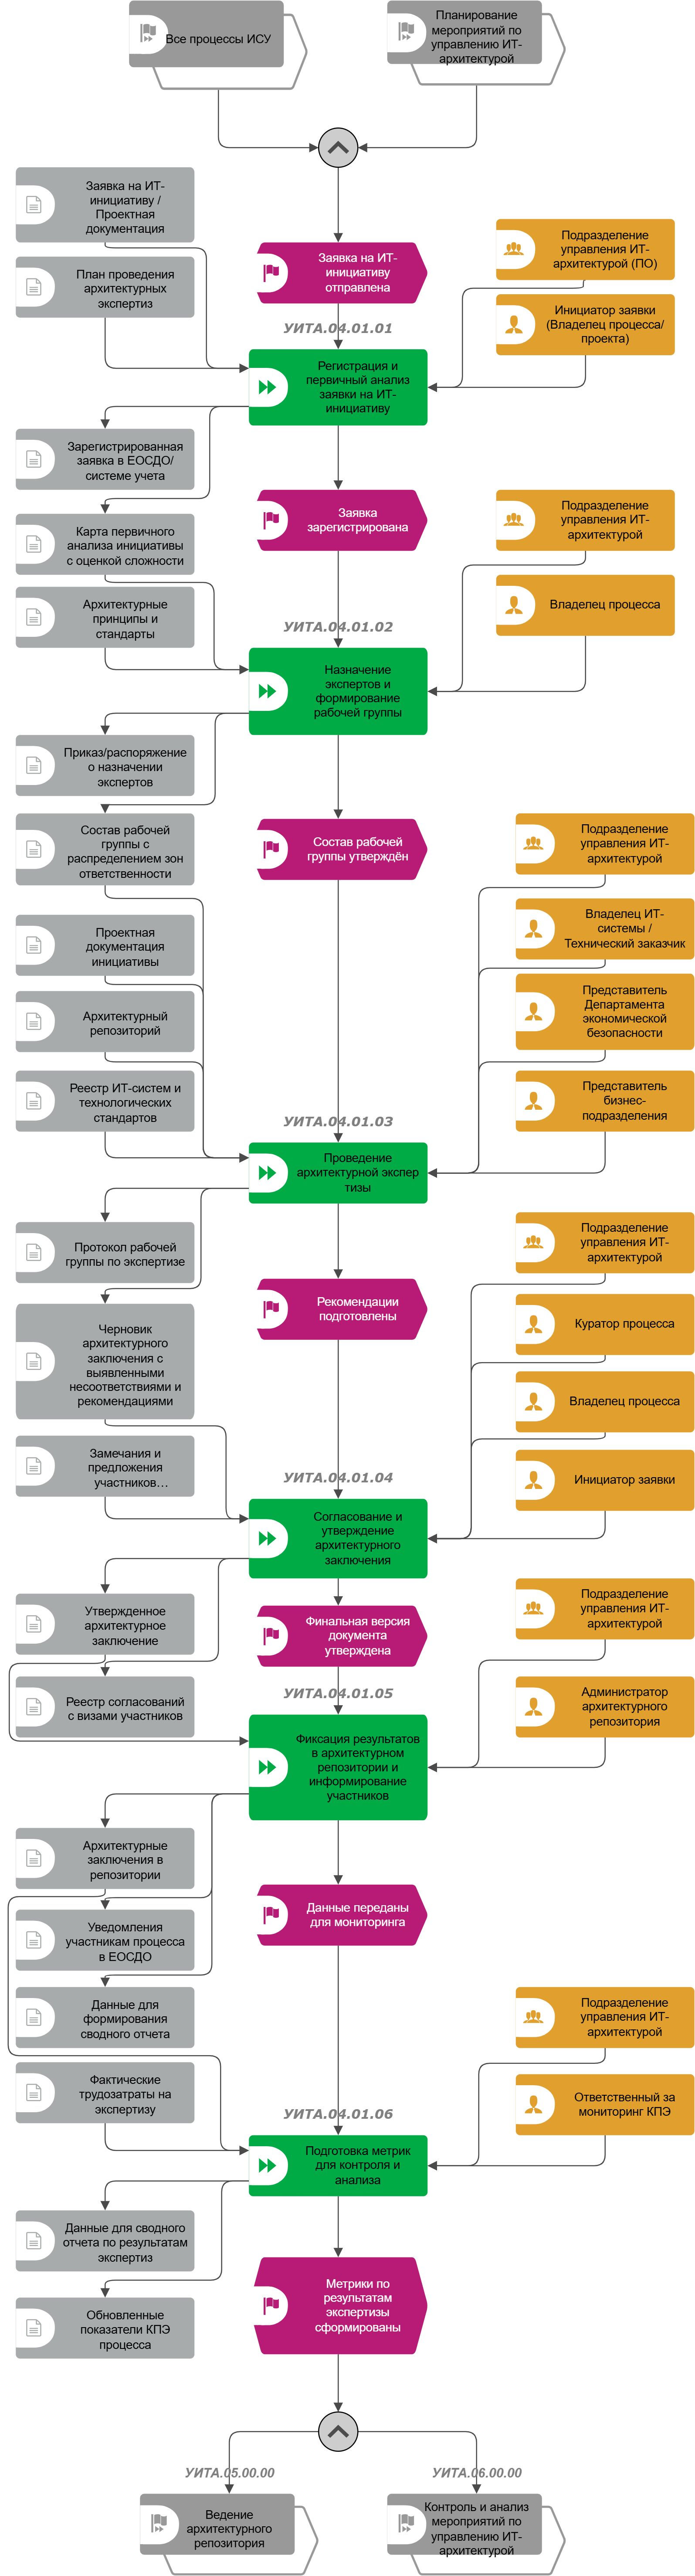 Все процессы ИСУ
Планирование
мероприятий по
управлению ИТ-
архитектурой
Заявка на ИТ-
инициативу /
Проектная
документация
План проведения
архитектурных
экспертиз
Заявка на ИТ-
инициативу
отправлена
Подразделение
управления ИТ-
архитектурой (ПО)
Инициатор заявки
(Владелец процесса/
проекта)
УИТА.04.01.01
Регистрация и
первичный анализ
заявки на ИТ-
инициативу
Зарегистрированная
заявка в ЕОСДО/
системе учета
Карта первичного
анализа инициативы
с оценкой сложности
Архитектурные
принципы и
стандарты
Заявка
зарегистрирована
Подразделение
управления ИТ-
архитектурой
Владелец процесса
УИТА.04.01.02
Назначение
экспертов и
формирование
рабочей группы
Приказ/распоряжение
о назначении
экспертов
Состав рабочей
группы с
распределением зон
ответственности
Проектная
документация
инициативы
Архитектурный
репозиторий
Реестр ИТ-систем и
технологических
стандартов
Состав рабочей
группы утверждён
Подразделение
управления ИТ-
архитектурой
Владелец ИТ-
системы /
Технический заказчик
Представитель
Департамента
экономической
безопасности
Представитель
бизнес-
подразделения
УИТА.04.01.03
Проведение
архитектурной экспер
тизы
Протокол рабочей
группы по экспертизе
Черновик
архитектурного
заключения с
выявленными
несоответствиями и
рекомендациями
Замечания и
предложения
участников…
Рекомендации
подготовлены
Подразделение
управления ИТ-
архитектурой
Куратор процесса
Владелец процесса
Инициатор заявки
УИТА.04.01.04
Согласование и
утверждение
архитектурного
заключения
Утвержденное
архитектурное
заключение
Реестр согласований
с визами участников
Финальная версия
документа
утверждена
Подразделение
управления ИТ-
архитектурой
Администратор
архитектурного
репозитория
УИТА.04.01.05
Фиксация результатов
в архитектурном
репозитории и
информирование
участников
Архитектурные
заключения в
репозитории
Уведомления
участникам процесса
в ЕОСДО
Данные для
формирования
сводного отчета
Фактические
трудозатраты на
экспертизу
Данные переданы
для мониторинга
Подразделение
управления ИТ-
архитектурой
Ответственный за
мониторинг КПЭ
УИТА.04.01.06
Подготовка метрик
для контроля и
анализа
Данные для сводного
отчета по результатам
экспертиз
Обновленные
показатели КПЭ
процесса
Метрики по
результатам
экспертизы
сформированы
УИТА.05.00.00
Ведение
архитектурного
репозитория
УИТА.06.00.00
Контроль и анализ
мероприятий по
управлению ИТ-
архитектурой